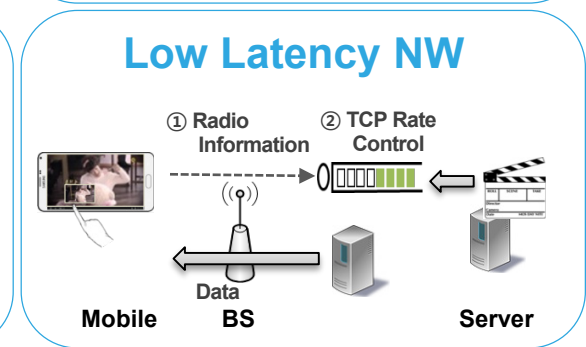 Low Latency NW
① Radio
Information
② TCP Rate
Control
Data
Mobile
BS
Server